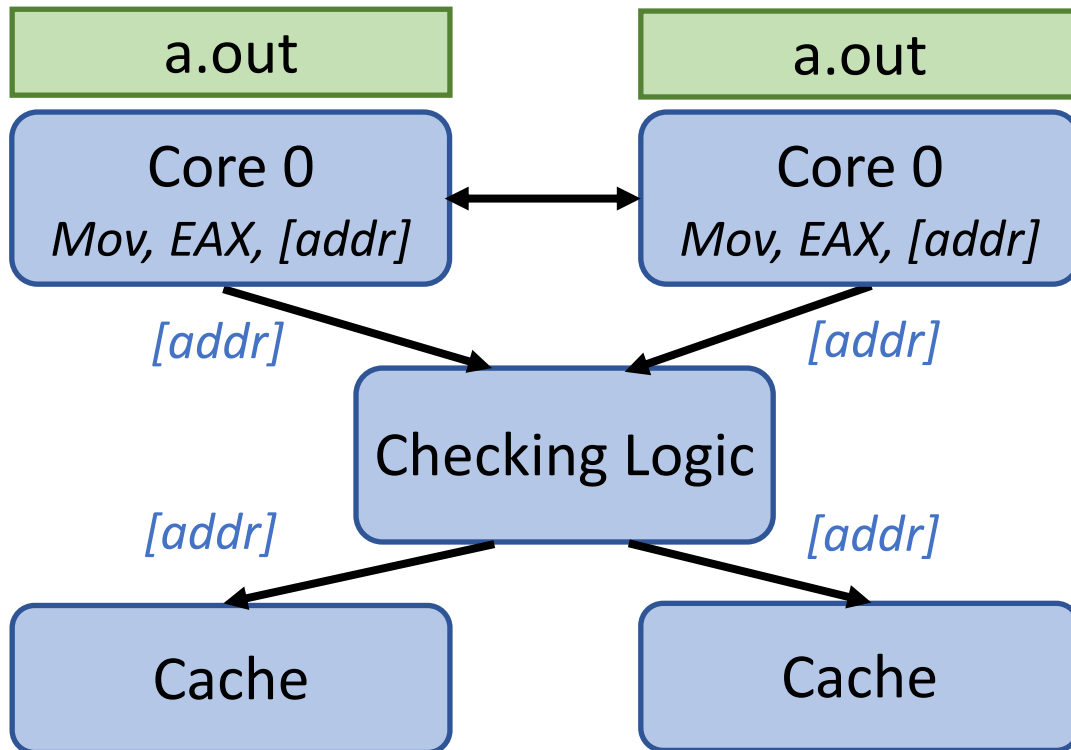 a.out
a.out
Core 0
Mov, EAX, [addr]
Core 0
Mov, EAX, [addr]
[addr]
[addr]
Checking Logic
[addr]
[addr]
Cache
Cache